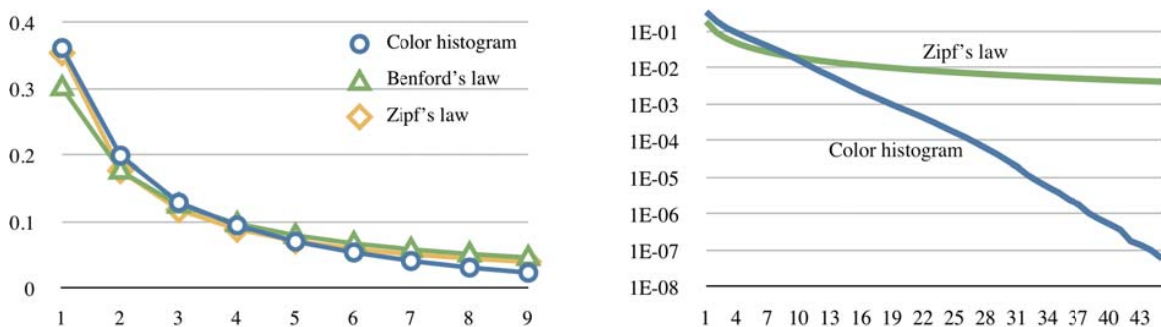 0.4
0.3
0.2
0.1
0
1 2 3 4 5 6 7 8 9
Color histogram
Benford's law
Zipf's law
1E-01
1E-02
1E-03
1E-04
1E-05
1E-06
1E-07
1E-08
1 4 7 10 13 16 19 22 25 28 31 34 37 40 43
Zipf's law
Color histogram